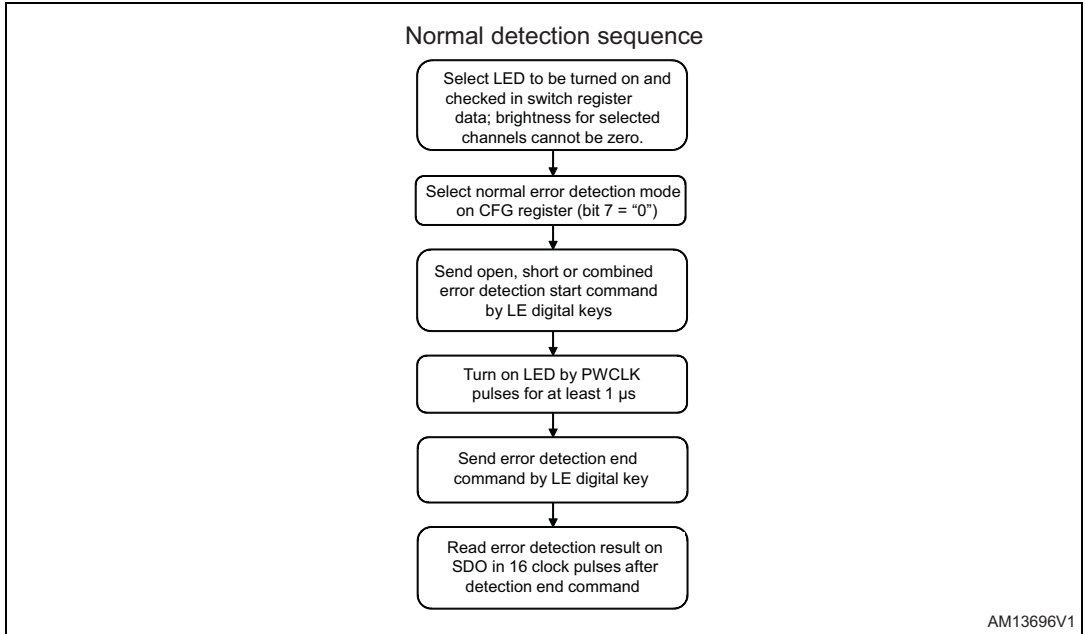 Normal detection sequence
Select LED to be turned on and
checked in switch register
data; brightness for selected
channels cannot be zero.
Select normal error detection mode
on CFG register (bit 7 = “0”)
Send open, short or combined
error detection start command
by LE digital keys
Turn on LED by PWCLK
pulses for at least 1 μs
Send error detection end
command by LE digital key
Read error detection result on
SDO in 16 clock pulses after
detection end command
AM13696V1